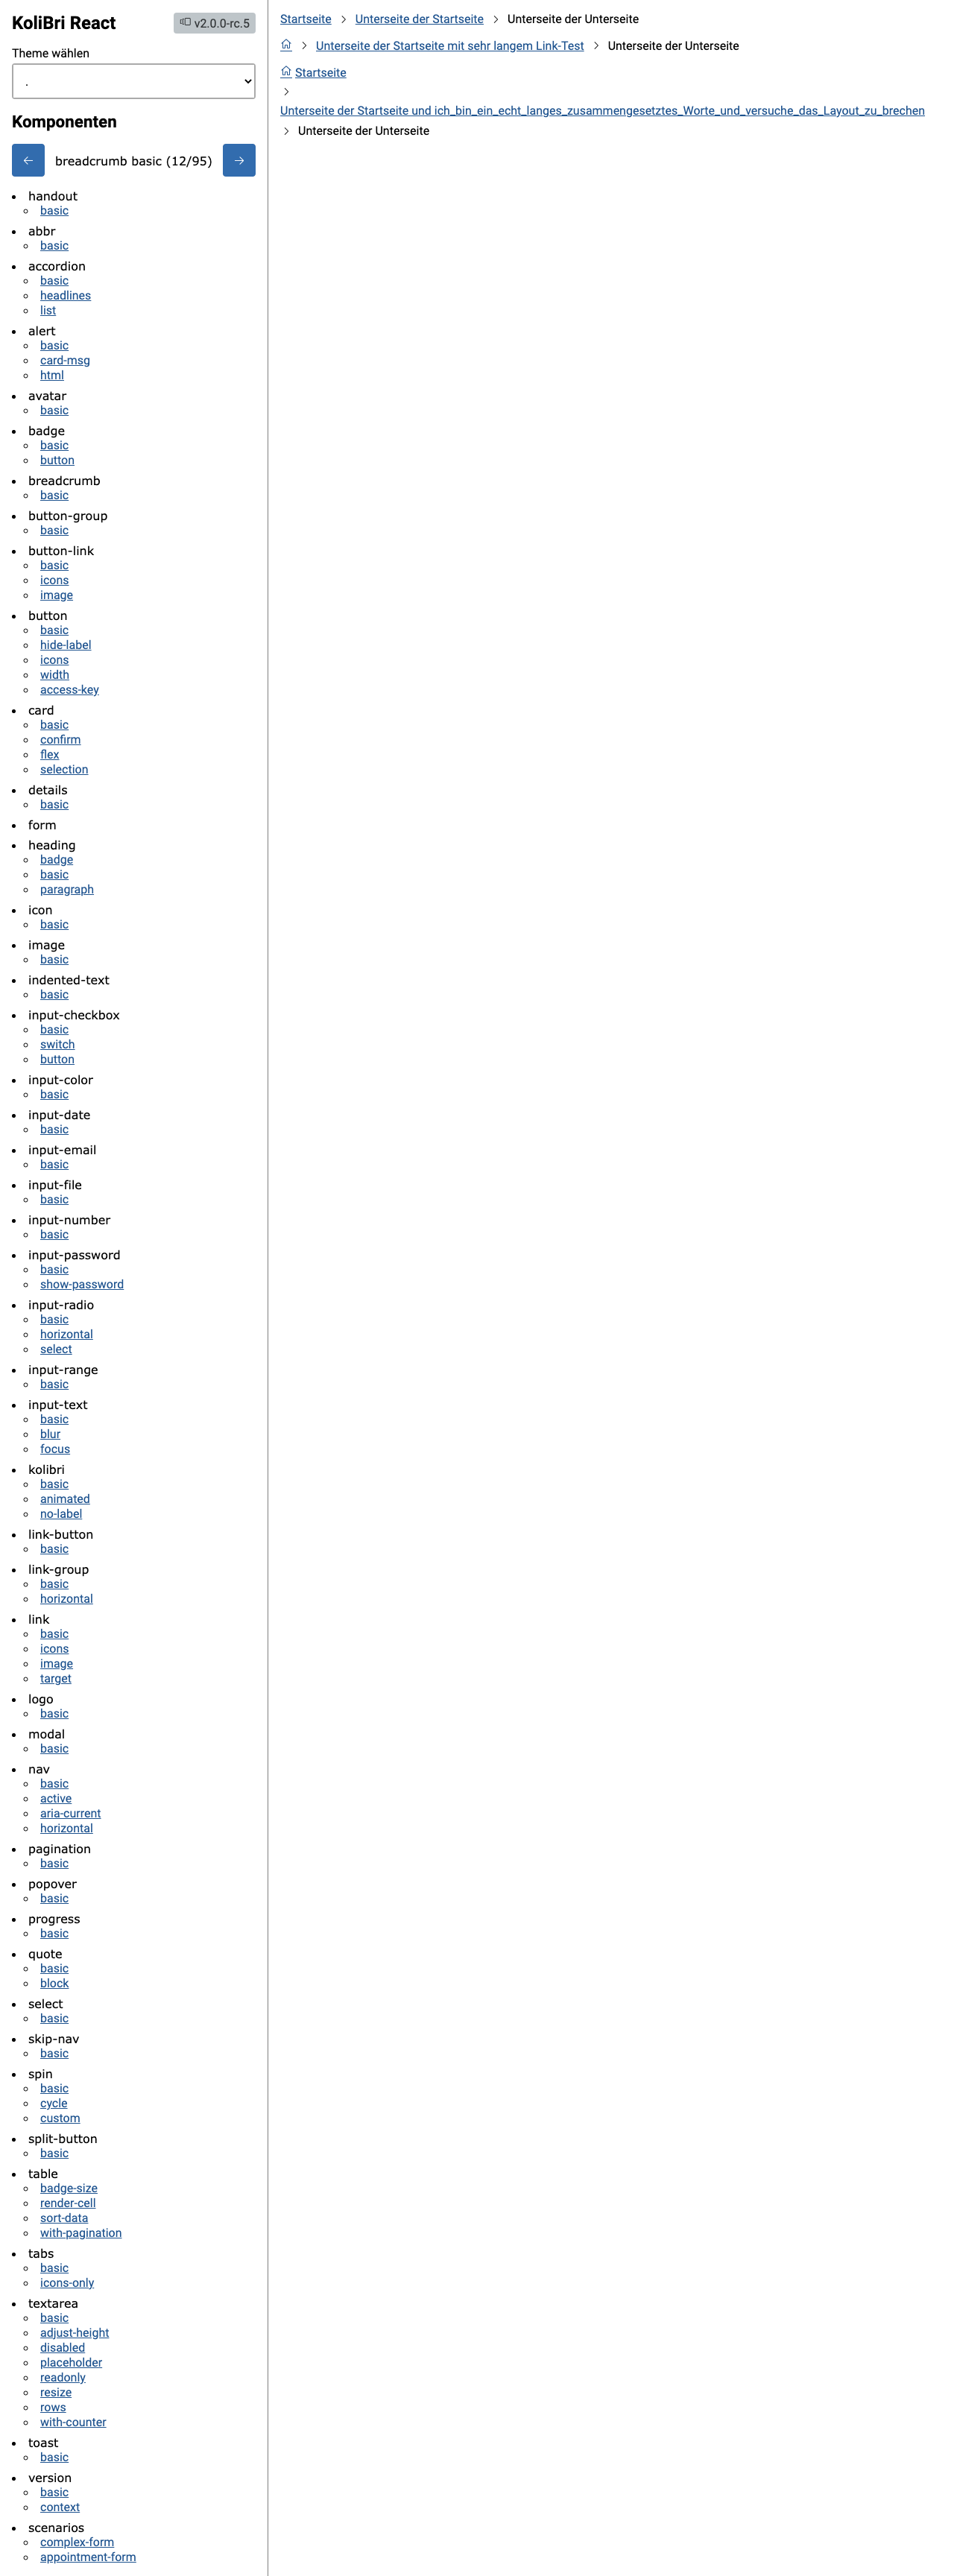 KoliBri React
v2.0.0-rc.5
Theme wählen
.
Komponenten
breadcrumb basic (12/95)
handout
basic
abbr
basic
accordion
basic
headlines
list
alert
basic
card-msg
html
avatar
basic
badge
basic
button
breadcrumb
basic
button-group
basic
button-link
basic
icons
image
button
basic
hide-label
icons
width
access-key
card
basic
confirm
flex
selection
details
basic
form
heading
badge
basic
paragraph
icon
basic
image
basic
indented-text
basic
input-checkbox
basic
switch
button
input-color
basic
input-date
basic
input-email
basic
input-file
basic
input-number
basic
input-password
basic
show-password
input-radio
basic
horizontal
select
input-range
basic
input-text
basic
blur
focus
kolibri
basic
animated
no-label
link-button
basic
link-group
basic
horizontal
link
basic
icons
image
target
logo
basic
modal
basic
nav
basic
active
aria-current
horizontal
pagination
basic
popover
basic
progress
basic
quote
basic
block
select
basic
skip-nav
basic
spin
basic
cycle
custom
split-button
basic
table
badge-size
render-cell
sort-data
with-pagination
tabs
basic
icons-only
textarea
basic
adjust-height
disabled
placeholder
readonly
resize
rows
with-counter
toast
basic
version
basic
context
scenarios
complex-form
appointment-form
Startseite Unterseite der Startseite Unterseite der Unterseite
Unterseite der Startseite mit sehr langem Link-Test Unterseite der Unterseite
Startseite
Unterseite der Startseite und ich_bin_ein_echt_langes_zusammengesetztes_Worte_und_versuche_das_Layout_zu_brechen
Unterseite der Unterseite